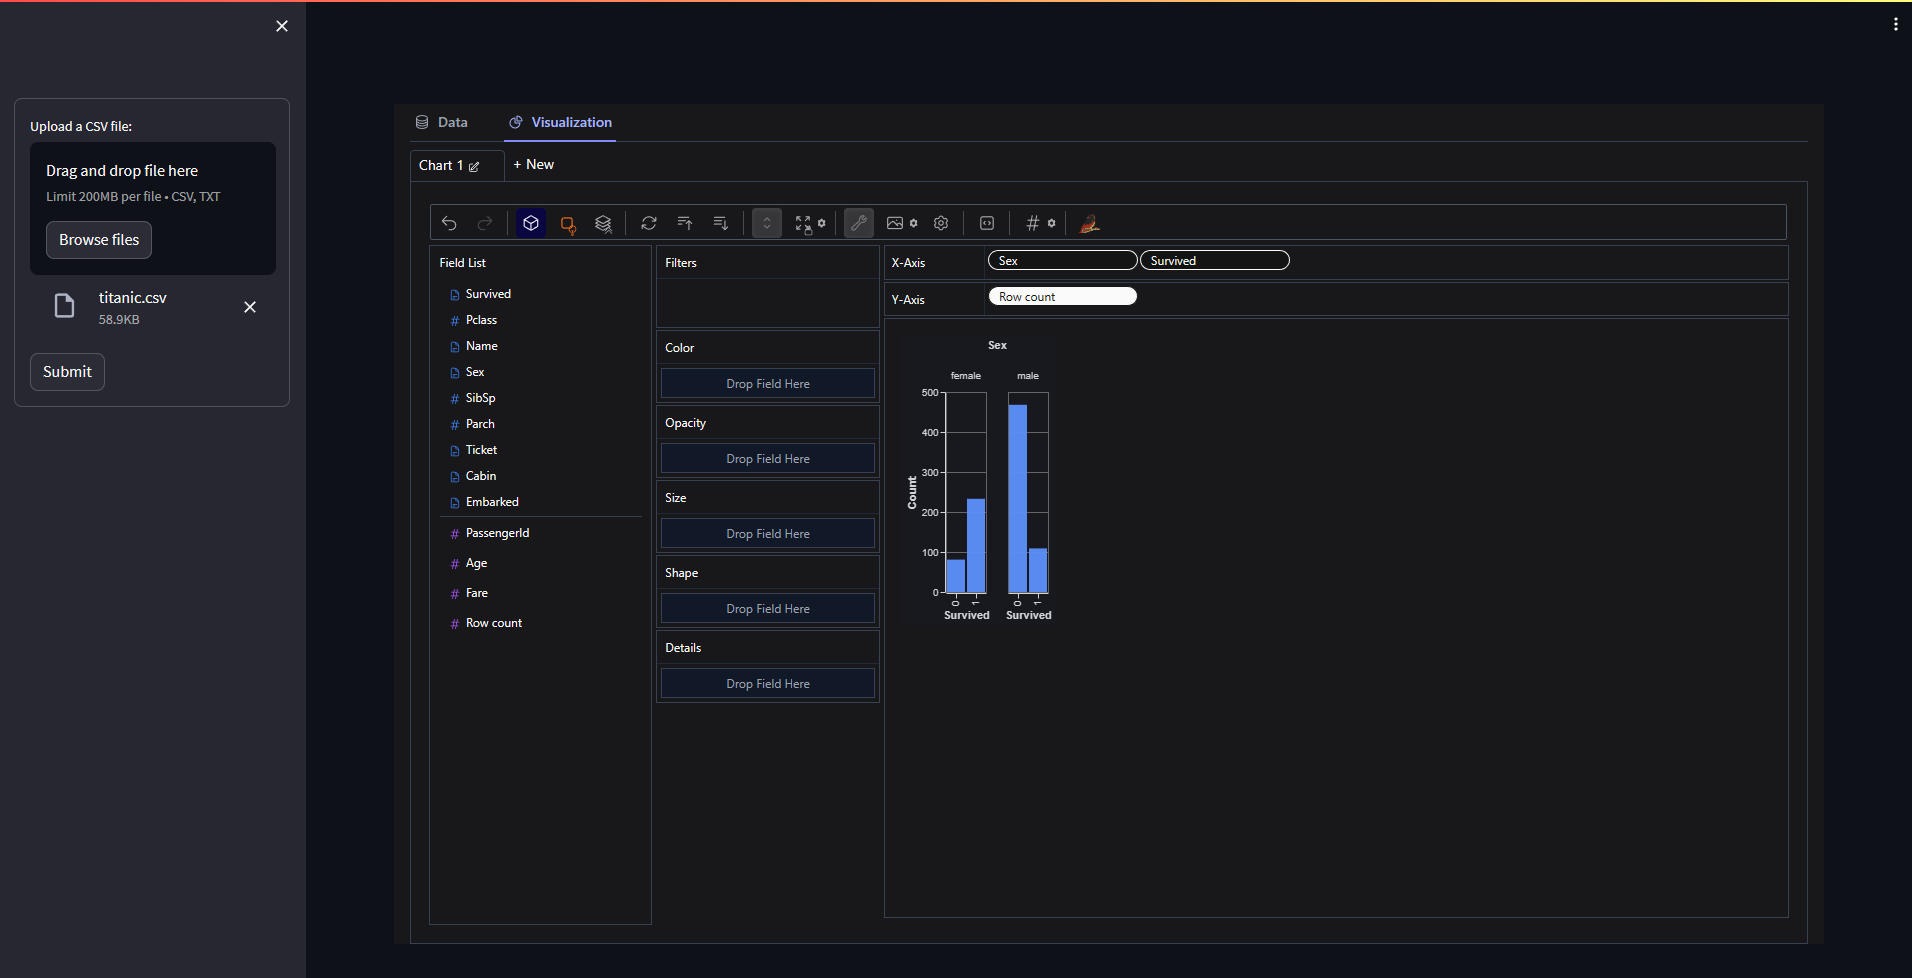 Upload a CSV file:
Drag and drop file here
Limit 200MB per file • CSV, TXT
Browse files
titanic.csv
58.9KB
Submit
Data
Visualization
Chart 1
+ New
Field List
Survived
# Pclass
Name
Sex
# SibSp
# Parch
Ticket
Cabin
Embarked
# PassengerId
# Age
# Fare
# Row count
Filters
Color
Drop Field Here
Opacity
Drop Field Here
Size
Drop Field Here
Shape
Drop Field Here
Details
Drop Field Here
X-Axis
Sex
Survived
Y-Axis
Row count
Sex
female
male
500
400
300
200
100
0
Count
0 1
0 1
Survived
Survived